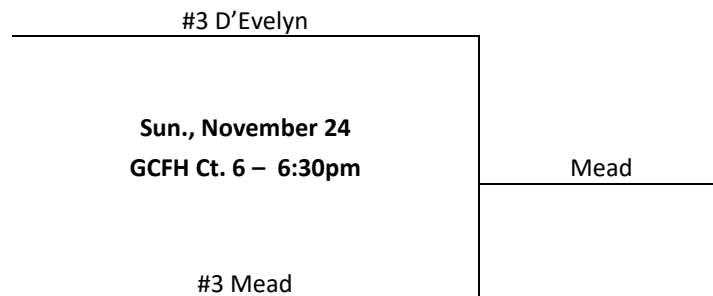 #3 D’Evelyn
Sun., November 24
GCFH Ct. 6 – 6:30pm
Mead
#3 Mead